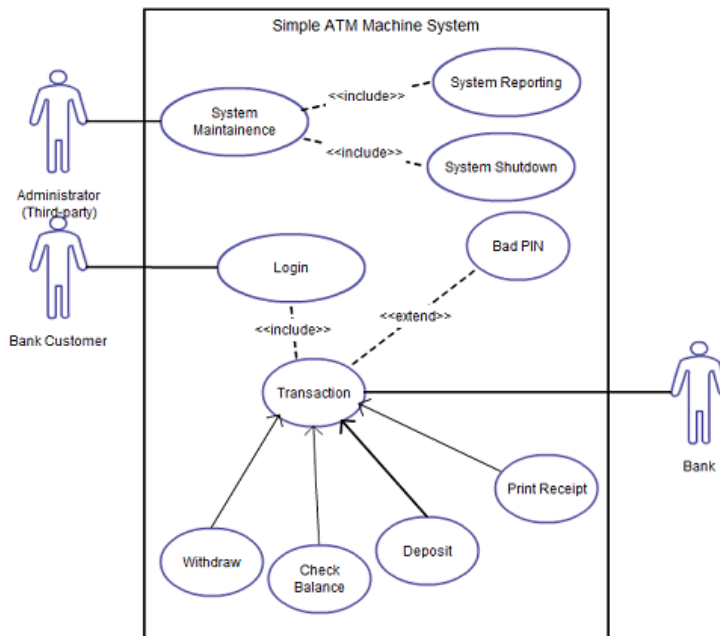 Simple ATM Machine System
System Reporting
<<include>>
System
Maintainence
<<include>>
System Shutdown
Administrator
(Third-party)
Bad PIN
Login
<<extend>>
<<include>>
Bank Customer
Transaction
Bank
Print Receipt
Withdraw
Check
Balance
Deposit